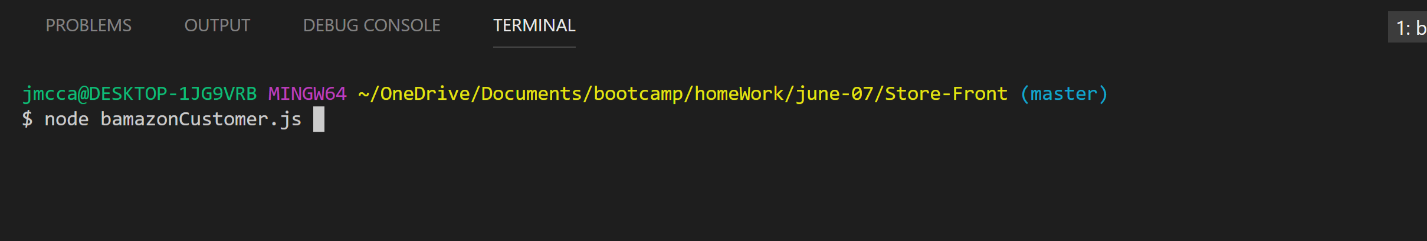 PROBLEMS OUTPUT DEBUG CONSOLE TERMINAL 1: b
jmcca@DESKTOP-1JG9VRB MINGW64 ~/OneDrive/Documents/bootcamp/homeWork/june-07/Store-Front (master)
$ node bamazonCustomer.js